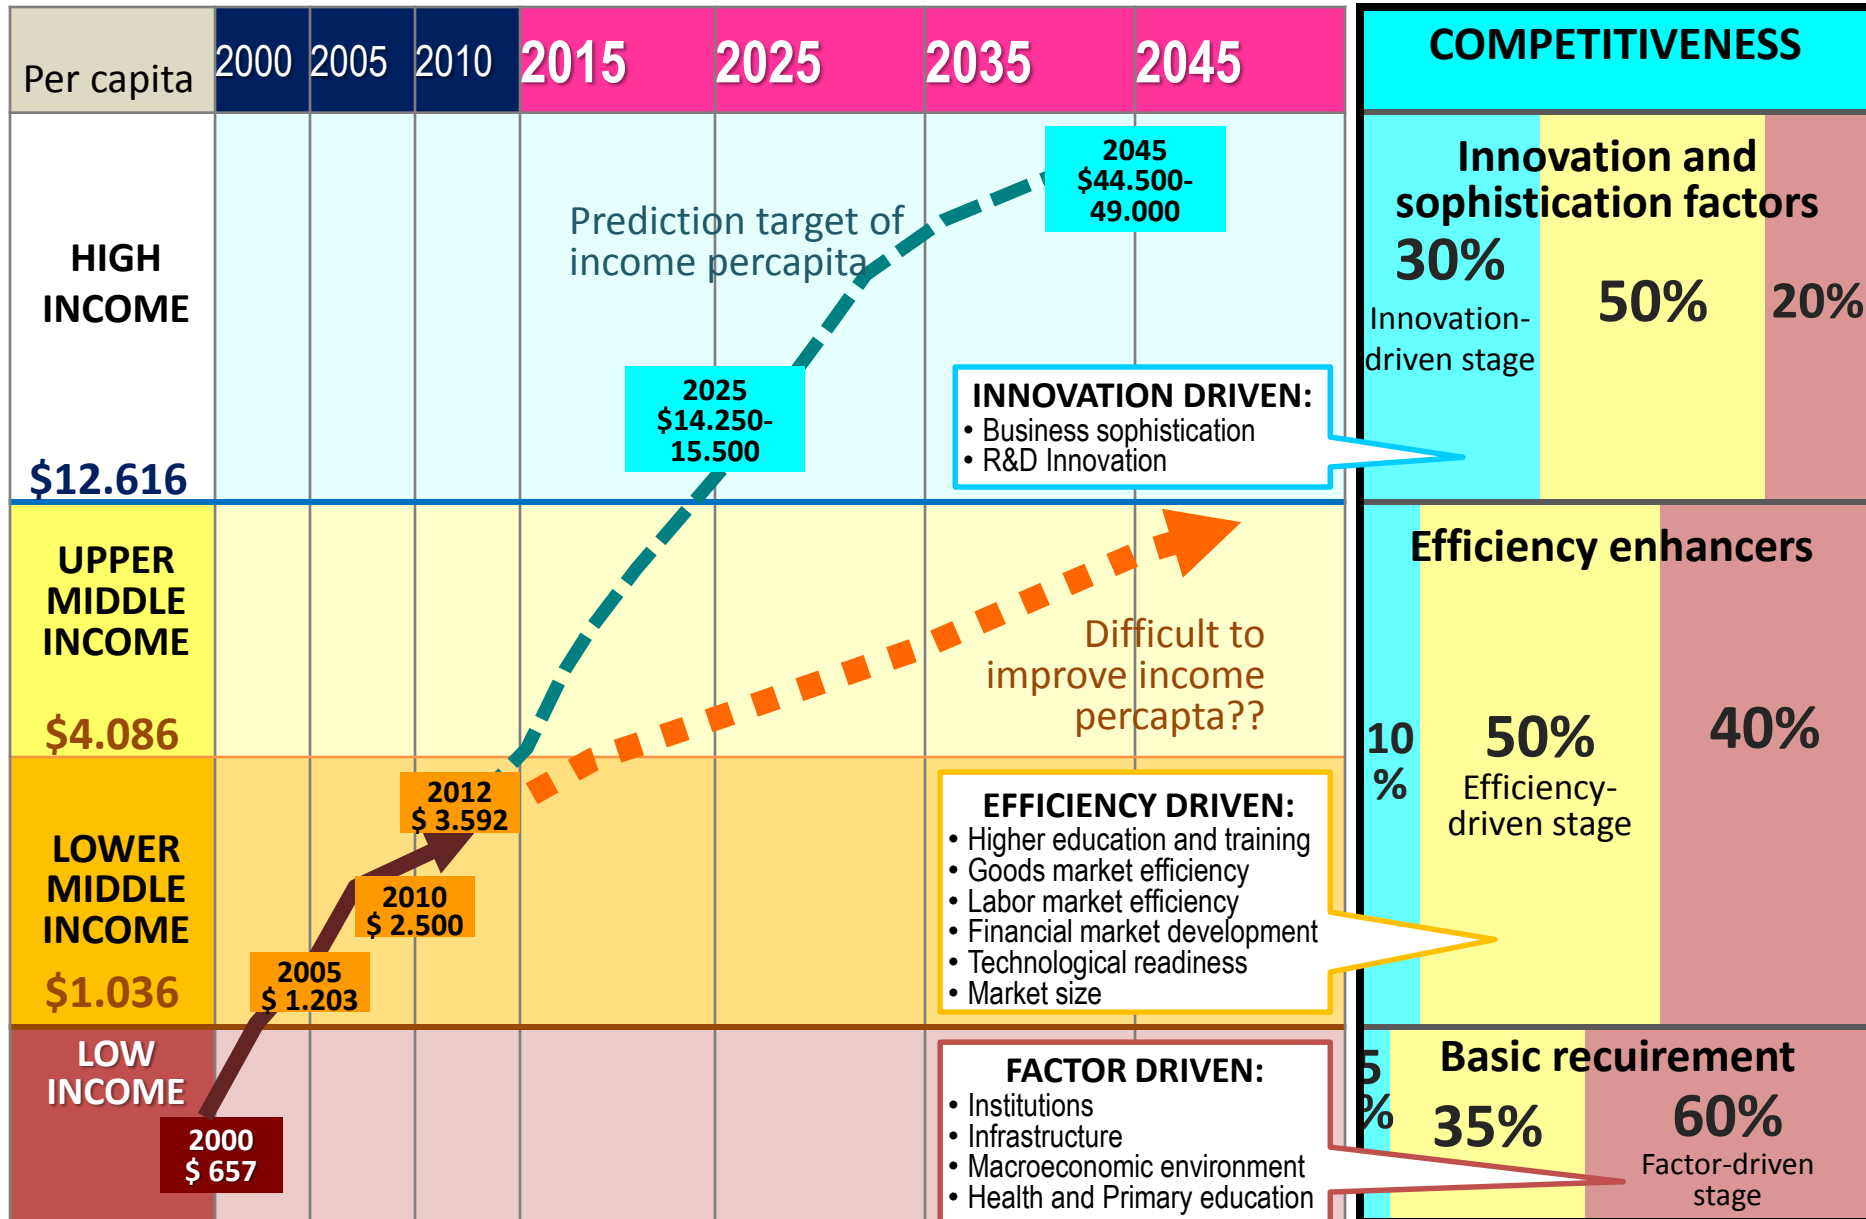 Per capita
2000
2005
2010
2015
2025
2035
2045
COMPETITIVENESS
HIGH
INCOME
$12.616
Prediction target of
income percapita
2045
$44.500-
49.000
2025
$14.250-
15.500
INNOVATION DRIVEN:
• Business sophistication
• R&D Innovation
Innovation and
sophistication factors
30%
Innovation-
driven stage
50%
20%
UPPER
MIDDLE
INCOME
$4.086
Difficult to
improve income
percapta??
Efficiency enhancers
10
%
50%
Efficiency-
driven stage
40%
LOWER
MIDDLE
INCOME
$1.036
2012
$ 3.592
2010
$ 2.500
2005
$ 1.203
EFFICIENCY DRIVEN:
• Higher education and training
• Goods market efficiency
• Labor market efficiency
• Financial market development
• Technological readiness
• Market size
LOW
INCOME
2000
$ 657
FACTOR DRIVEN:
• Institutions
• Infrastructure
• Macroeconomic environment
• Health and Primary education
Basic recuirement
5
%
35%
60%
Factor-driven
stage